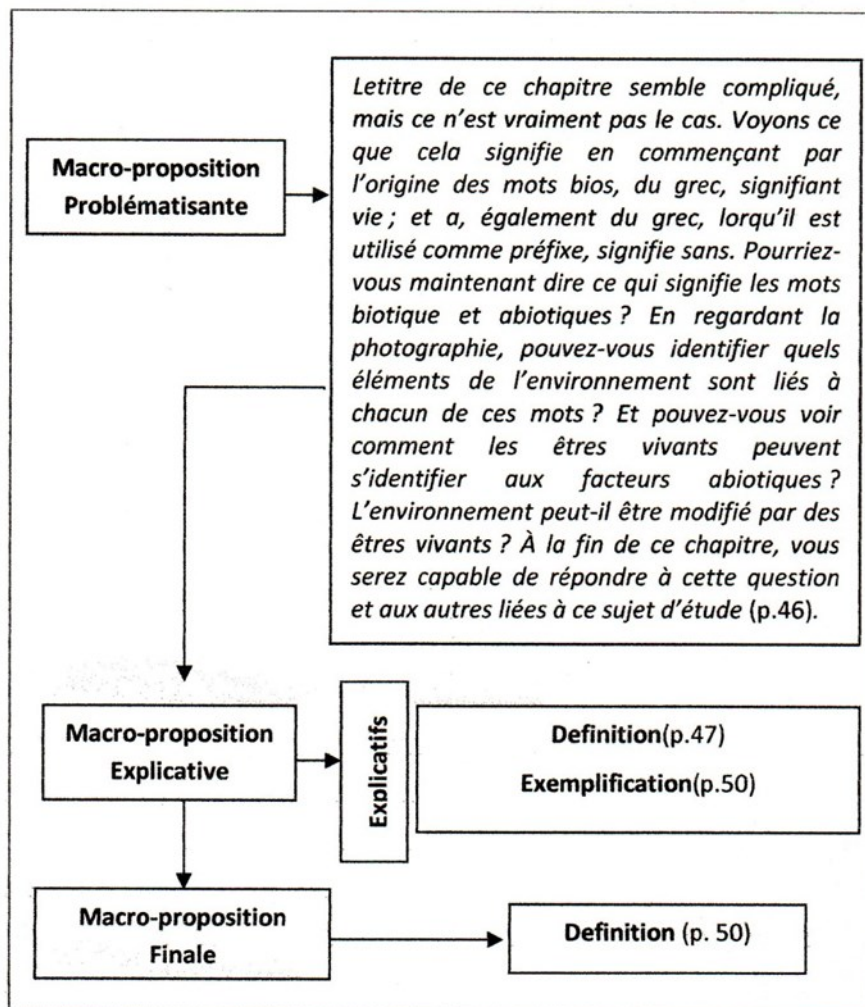 Letitre de ce chapitre semble compliqué,
mais ce n'est vraiment pas le cas. Voyons ce
que cela signifie en commençant par
l'origine des mots bios, du grec, signifiant
vie ; et a, également du grec, lorqu'il est
utilisé comme préfixe, signifie sans. Pourriez-
vous maintenant dire ce qui signifie les mots
biotique et abiotiques ? En regardant la
photographie, pouvez-vous identifier quels
éléments de l'environnement sont liés à
chacun de ces mots ? Et pouvez-vous voir
comment les êtres vivants peuvent
s'identifier aux facteurs abiotiques ?
L'environnement peut-il être modifié par des
êtres vivants ? À la fin de ce chapitre, vous
serez capable de répondre à cette question
et aux autres liées à ce sujet d'étude (p.46).
Macro-proposition
Problématisante
Macro-proposition
Explicative
Explicatifs
Definition(p.47)
Exemplification(p.50)
Macro-proposition
Finale
Definition (p. 50)